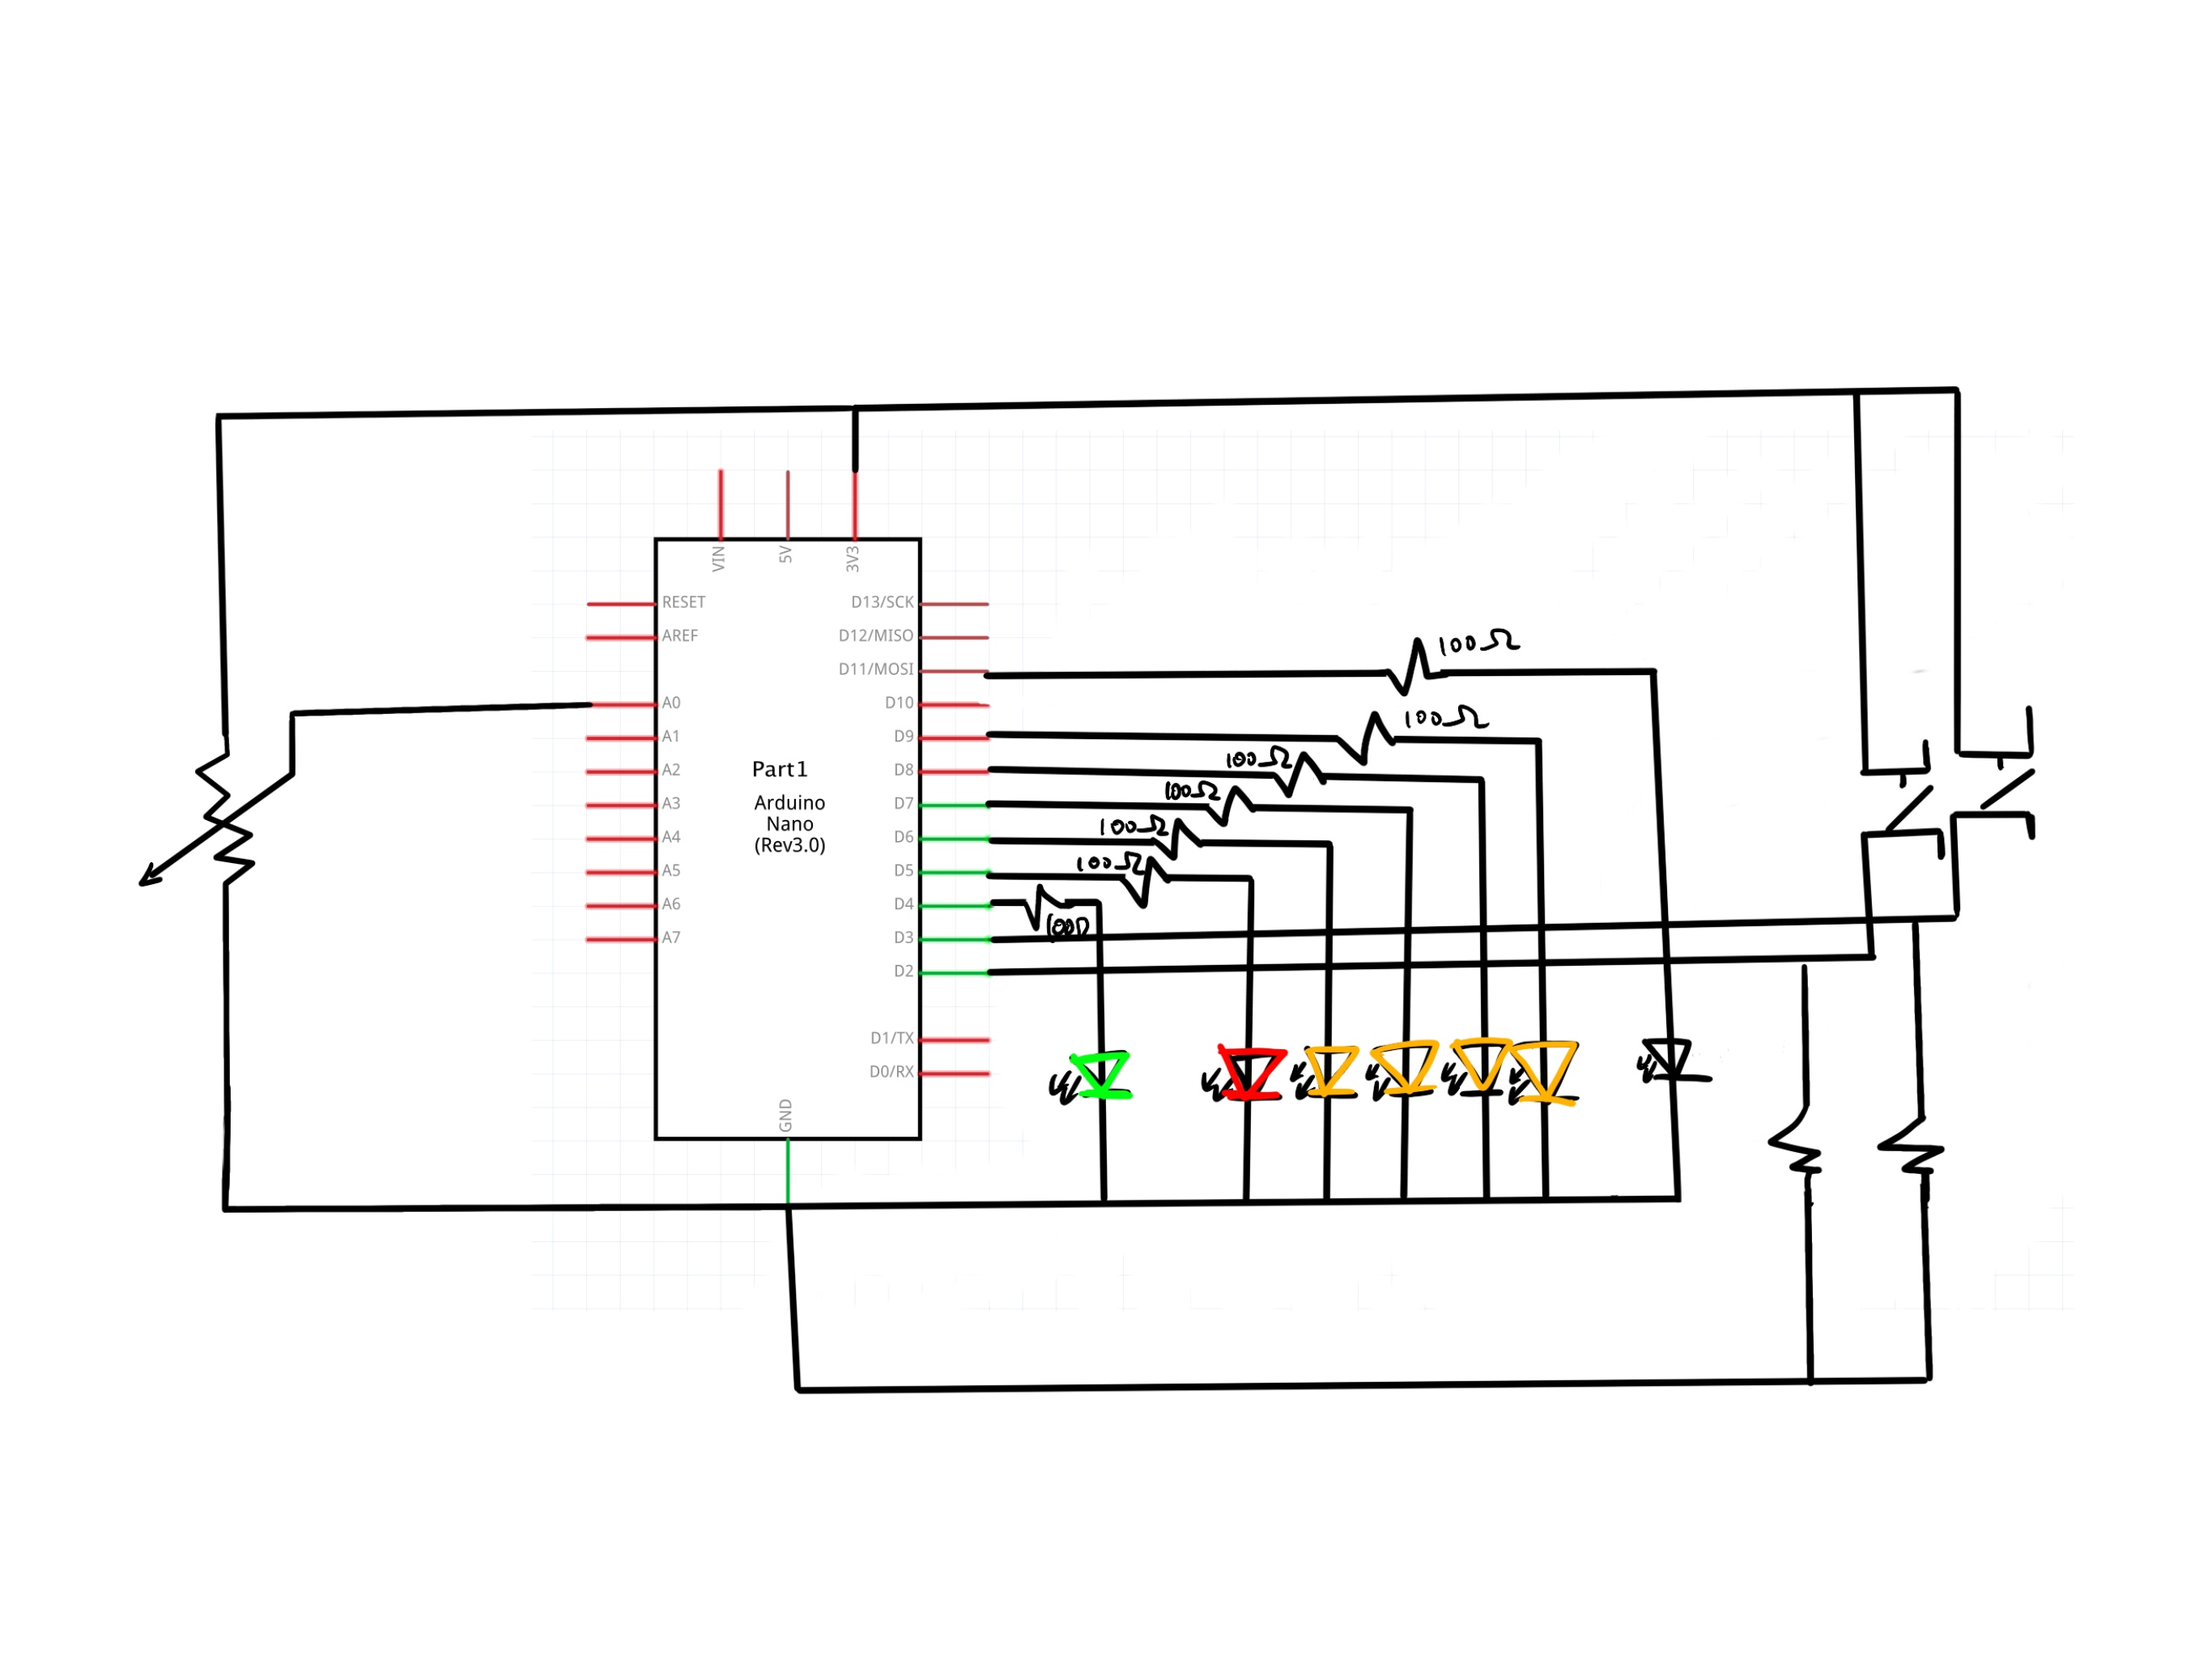 VIN
5V
3V3
RESET
AREF
A0
A1
A2
A3
A4
A5
A6
A7
D13/SCK
D12/MISO
D11/MOSI
D10
D9
D8
D7
D6
D5
D4
D3
D2
D1/TX
D0/RX
GND
Part1
Arduino
Nano
(Rev3.0)
100Ω
100Ω
100Ω
100Ω
100Ω
100Ω
100Ω